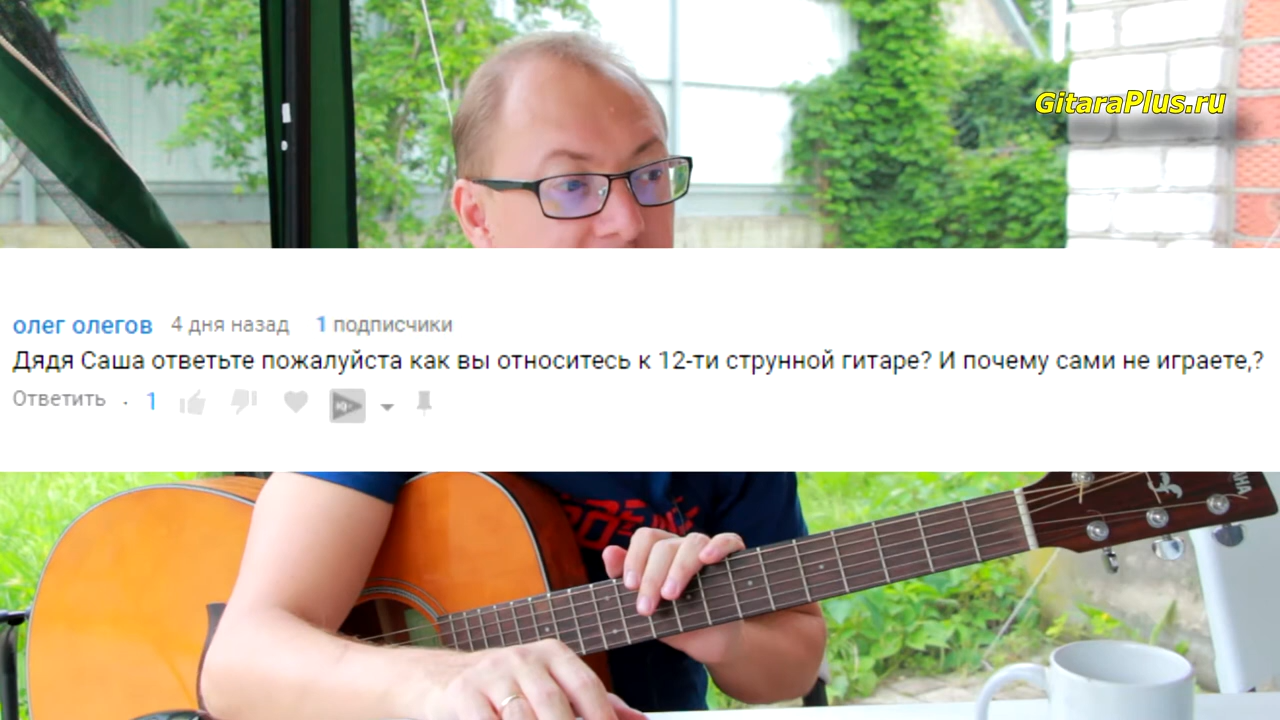 GitaraPlus.ru
олег олегов 4 дня назад 1 подписчики
Дядя Саша ответьте пожалуйста как вы относитесь к 12-ти струнной гитаре? И почему сами не играете,?
Ответить · 1